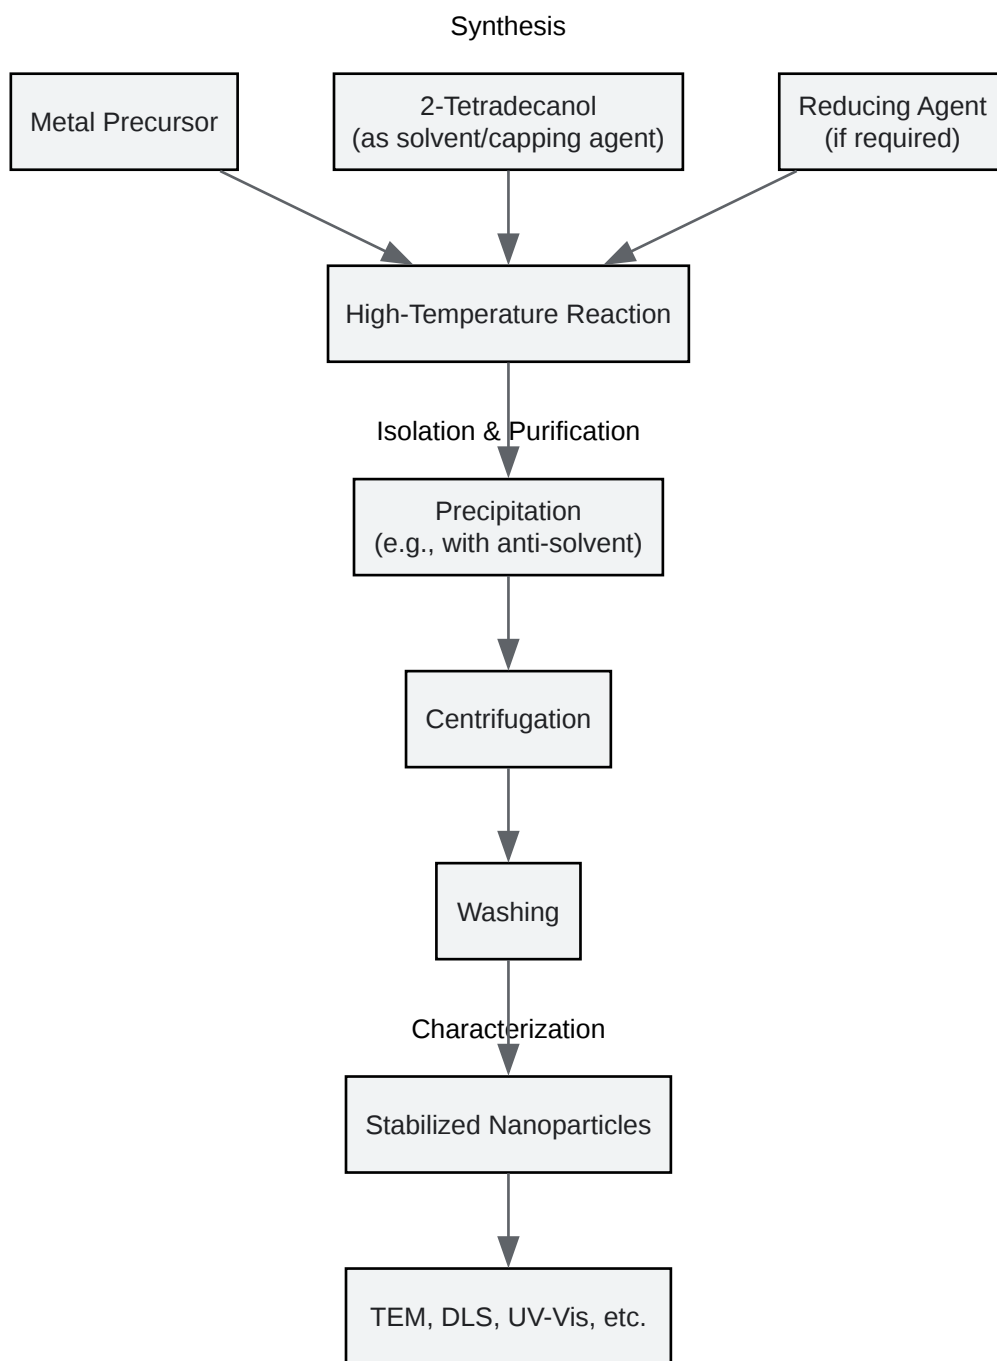 Synthesis
Metal Precursor
2-Tetradecanol
(as solvent/capping agent)
Reducing Agent
(if required)
High-Temperature Reaction
Isolation & Purification
Precipitation
(e.g., with anti-solvent)
Centrifugation
Washing
Characterization
Stabilized Nanoparticles
TEM, DLS, UV-Vis, etc.